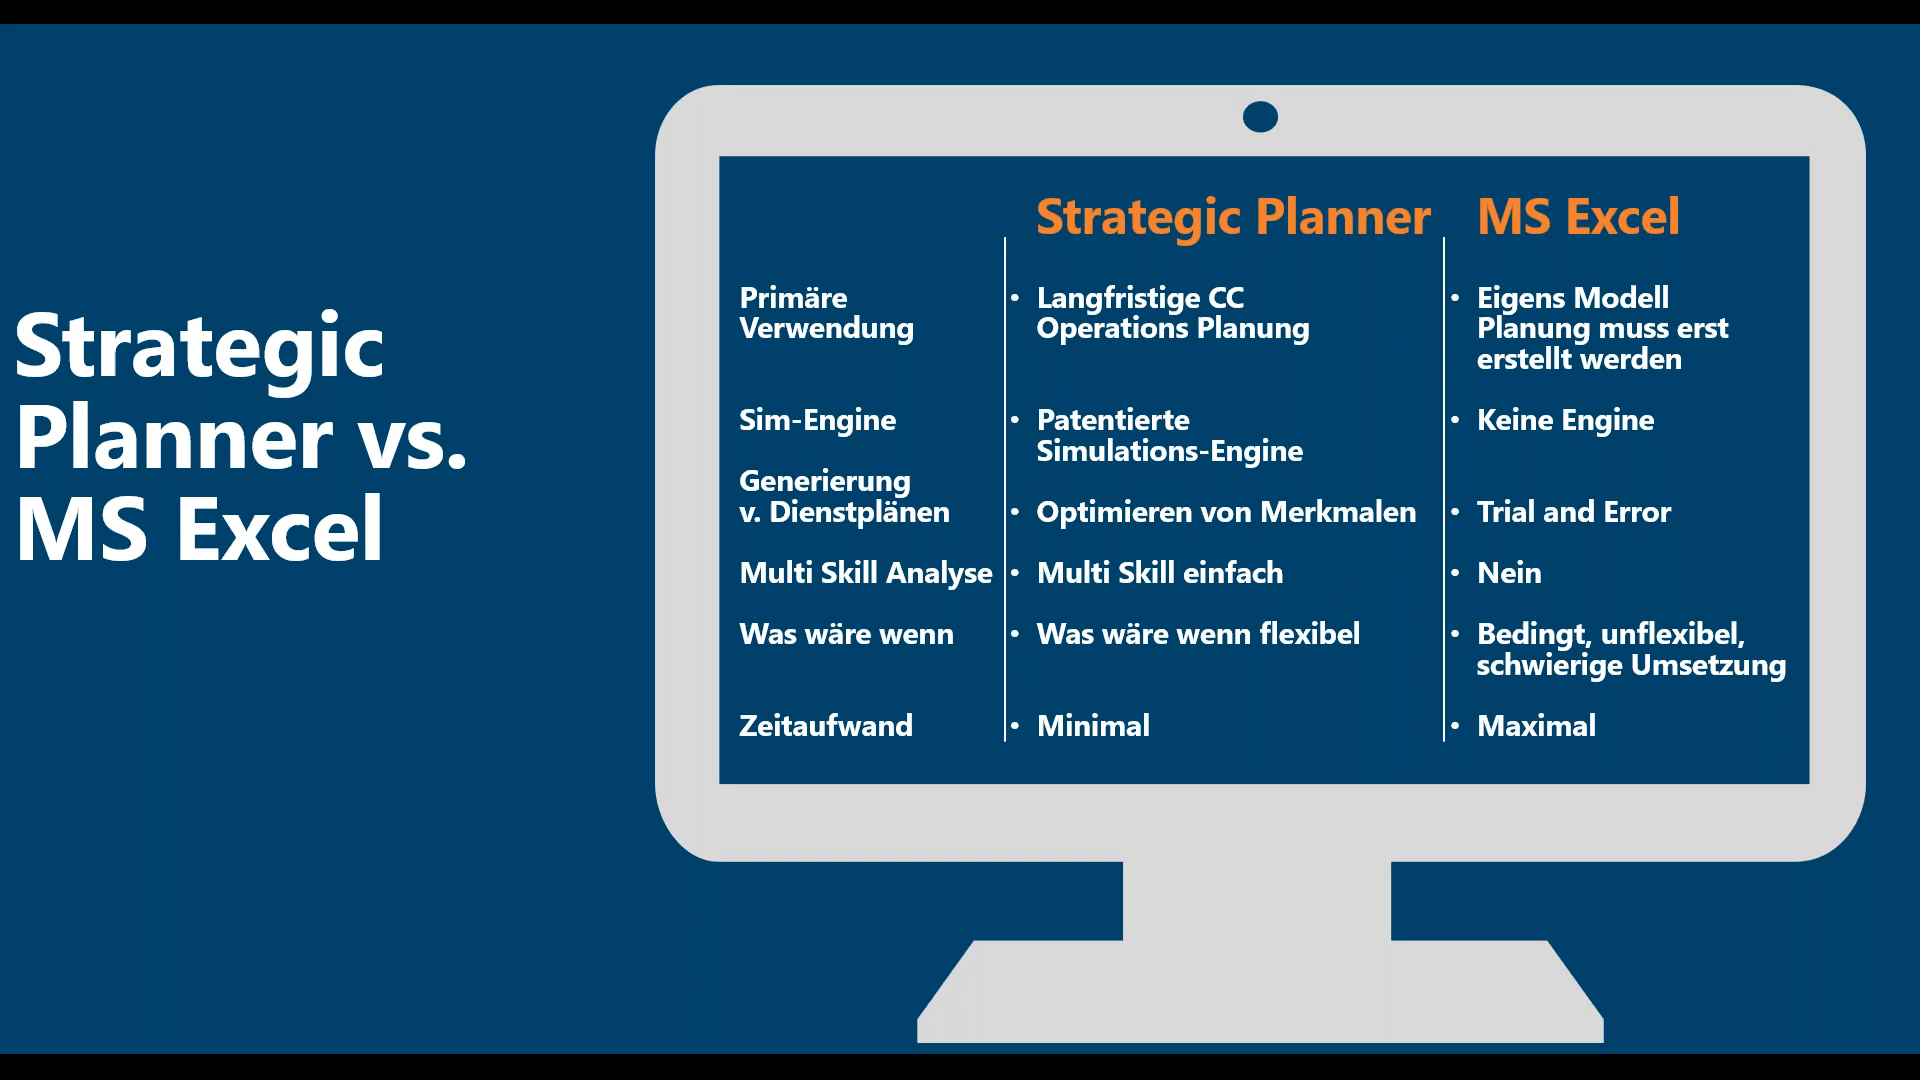 Strategic
Planner vs.
MS Excel
Strategic Planner
MS Excel
Primäre
Verwendung
• Langfristige CC
Operations Planung
• Eigens Modell
Planung muss erst
erstellt werden
Sim-Engine
• Patentierte
Simulations-Engine
• Keine Engine
Generierung
v. Dienstplänen
• Optimieren von Merkmalen
• Trial and Error
Multi Skill Analyse
• Multi Skill einfach
• Nein
Was wäre wenn
• Was wäre wenn flexibel
• Bedingt, unflexibel,
schwierige Umsetzung
Zeitaufwand
• Minimal
• Maximal